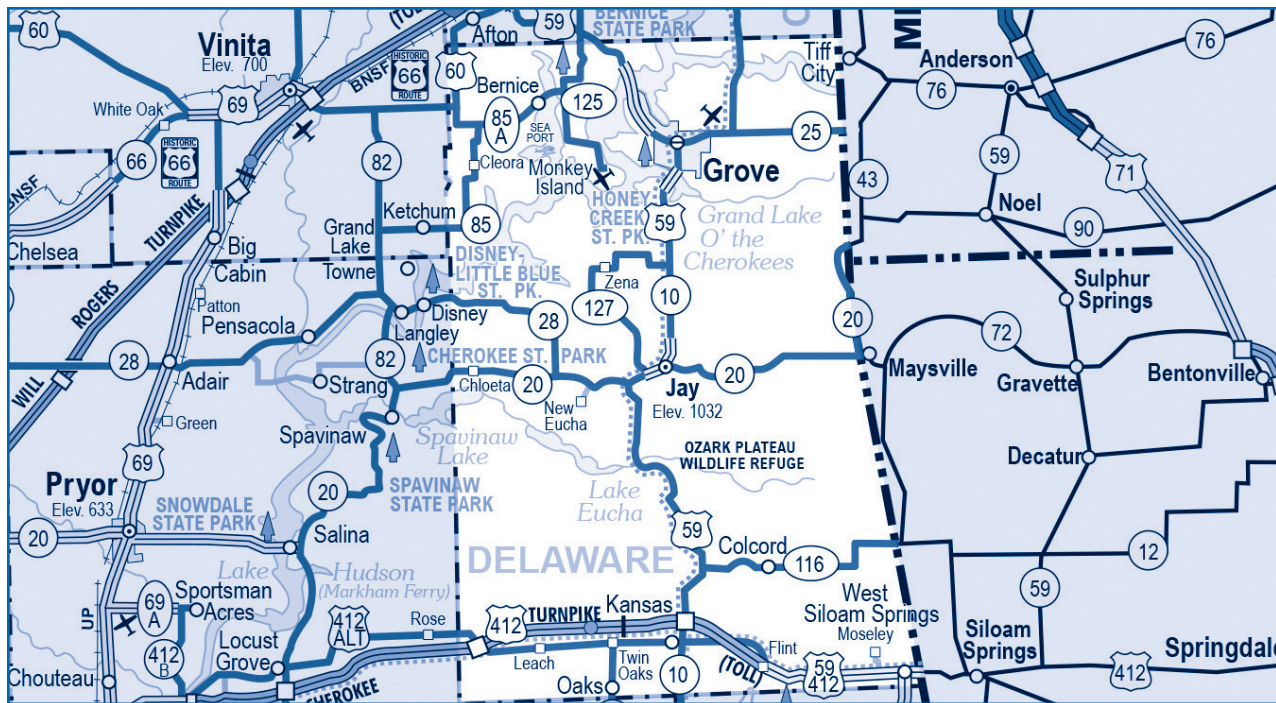 60
Vinita
Elev. 700
BNSF
(TOLL)
HISTORIC
66
ROUTE
Afton
59
BERNICE
STATE PARK
Tiff
City
Anderson
76
76
White Oak
69
60
Bernice
125
85
A
SEA
PORT
25
66
HISTORIC
66
ROUTE
82
Cleora
Monkey
Island
Grove
43
59
71
BNSF
TURNPIKE
Ketchum
85
HONEY
CREEK
ST. PK.
59
Grand Lake
O' the
Cherokees
Noel
90
Chelsea
Big
Cabin
Grand
Lake
Towne
DISNEY-
LITTLE BLUE
ST. PK.
Zena
Sulphur
Springs
ROGERS
Patton
Pensacola
Disney
Langley
28
127
10
20
72
28
Adair
82
CHEROKEE ST. PARK
Maysville
Gravette
Bentonville
WILL
Strang
Chloeta
20
Jay
Elev. 1032
20
Green
New
Eucha
Spavinaw
Spavinaw
Lake
OZARK PLATEAU
WILDLIFE REFUGE
Decatur
69
Pryor
Elev. 633
20
SPAVINAW
STATE PARK
Lake
Eucha
SNOWDALE
STATE PARK
20
Salina
59
DELAWARE
Colcord
116
12
Lake
Hudson
(Markham Ferry)
59
Sportsman
Acres
69
A
UP
412
ALT
Rose
412
TURNPIKE
Kansas
West
Siloam Springs
Moseley
Siloam
Springs
Springdale
412
B
Locust
Grove
Leach
Twin
Oaks
Flint
(TOLL)
59
412
412
Chouteau
CHEROKEE
Oaks
10